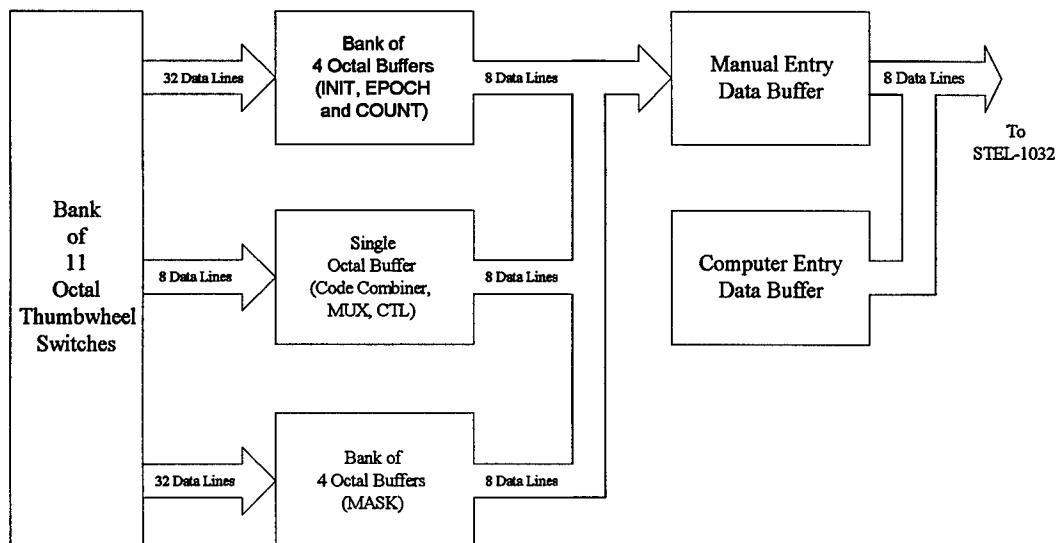 Bank
of
11
Octal
Thumbwheel
Switches
32 Data Lines
Bank of
4 Octal Buffers
(INIT, EPOCH
and COUNT)
8 Data Lines
Manual Entry
Data Buffer
8 Data Lines
To
STEL-1032
8 Data Lines
Single
Octal Buffer
(Code Combiner,
MUX, CTL)
8 Data Lines
Computer Entry
Data Buffer
32 Data Lines
Bank of
4 Octal Buffers
(MASK)
8 Data Lines